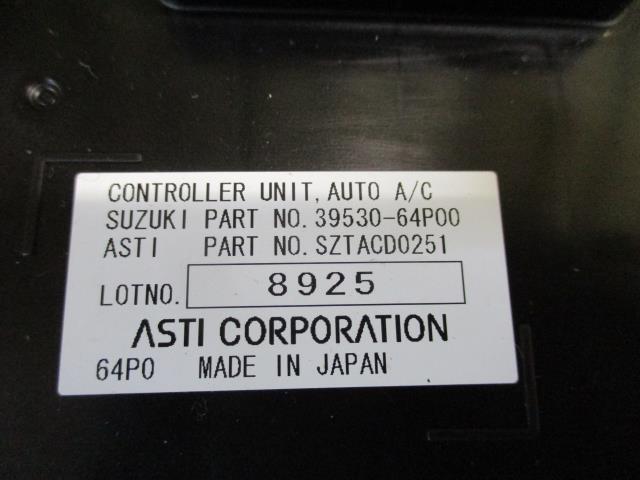 CONTROLLER UNIT, AUTO A/C
SUZUKI PART NO. 39530-64P00
ASTI PART NO. SZTACD0251
LOTNO. 8925
ASTI CORPORATION
64P0 MADE IN JAPAN